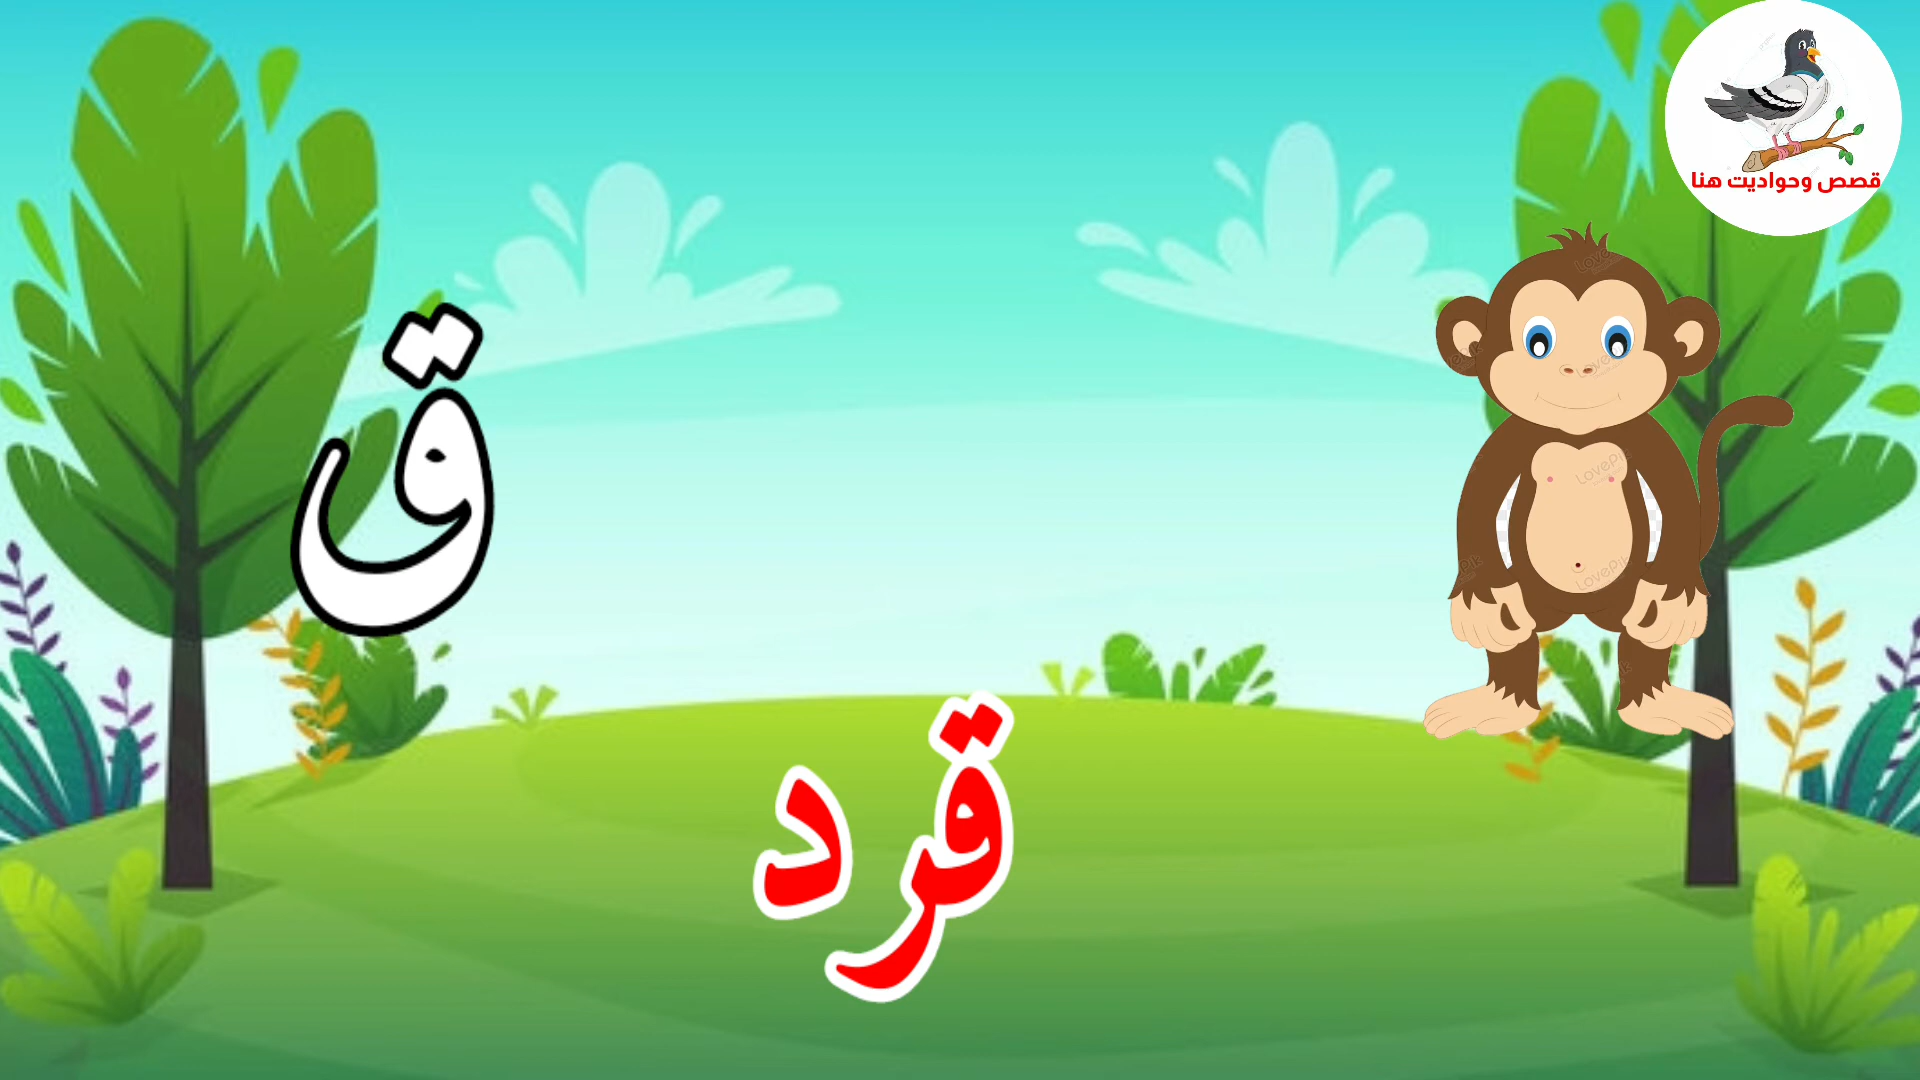 قصص وحواديت هنا
ق
قرد